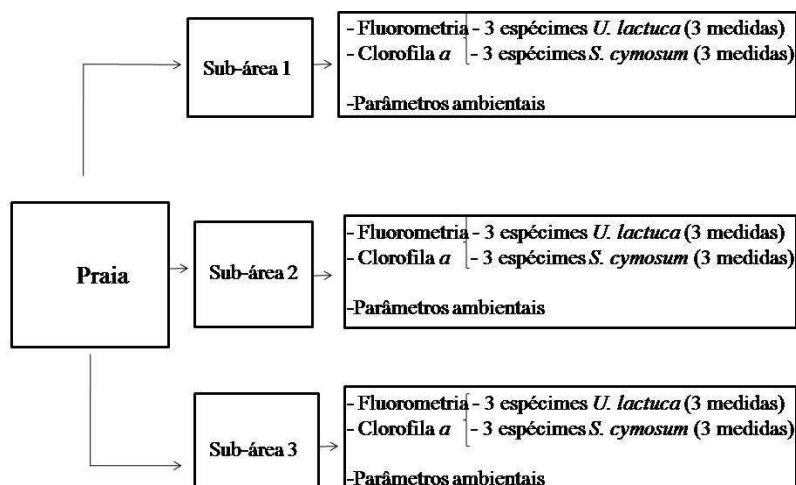 Praia
Sub-área 1
- Fluorometria - 3 espécimes U. lactuca (3 medidas)
- Clorofila a - 3 espécimes S. cymosum (3 medidas)
-Parâmetros ambientais
Sub-área 2
- Fluorometria - 3 espécimes U. lactuca (3 medidas)
- Clorofila a - 3 espécimes S. cymosum (3 medidas)
-Parâmetros ambientais
Sub-área 3
- Fluorometria - 3 espécimes U. lactuca (3 medidas)
- Clorofila a - 3 espécimes S. cymosum (3 medidas)
-Parâmetros ambientais